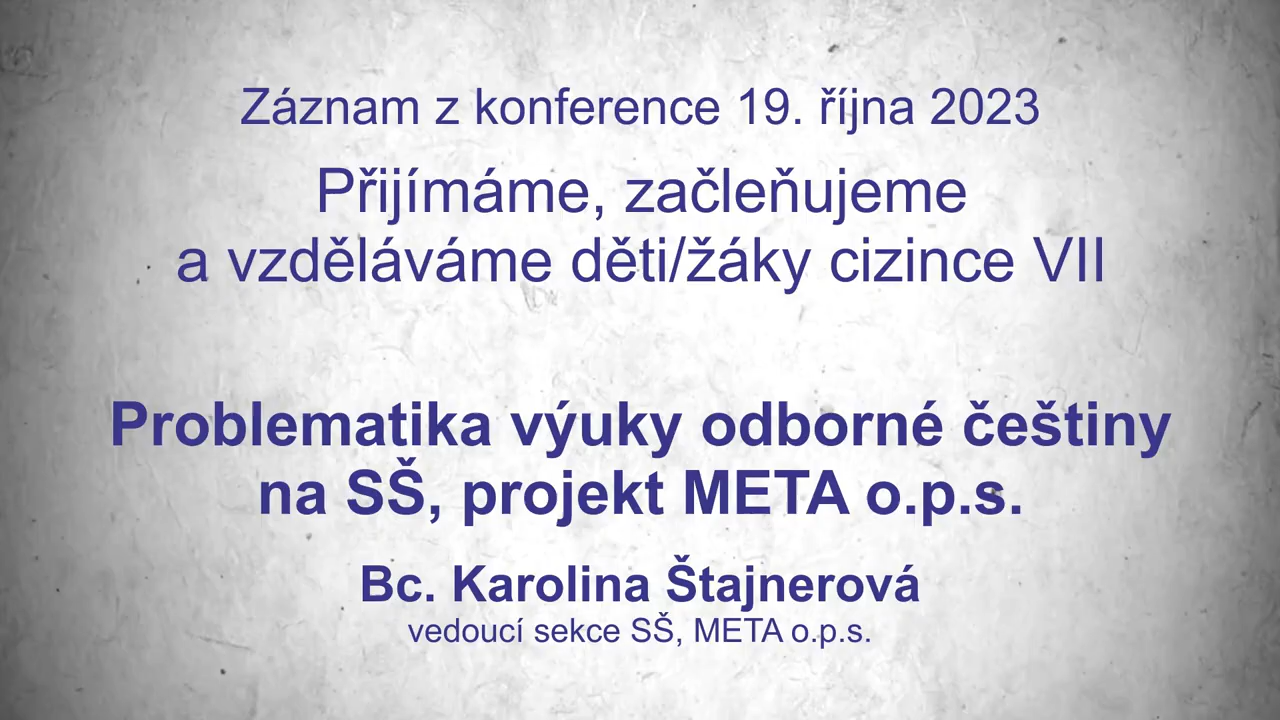 Záznam z konference 19. října 2023
Přijímáme, začleňujeme
a vzděláváme děti/žáky cizince VII
Problematika výuky odborné češtiny
na SŠ, projekt META o.p.s.
Bc. Karolina Štajnerová
vedoucí sekce SŠ, META o.p.s.